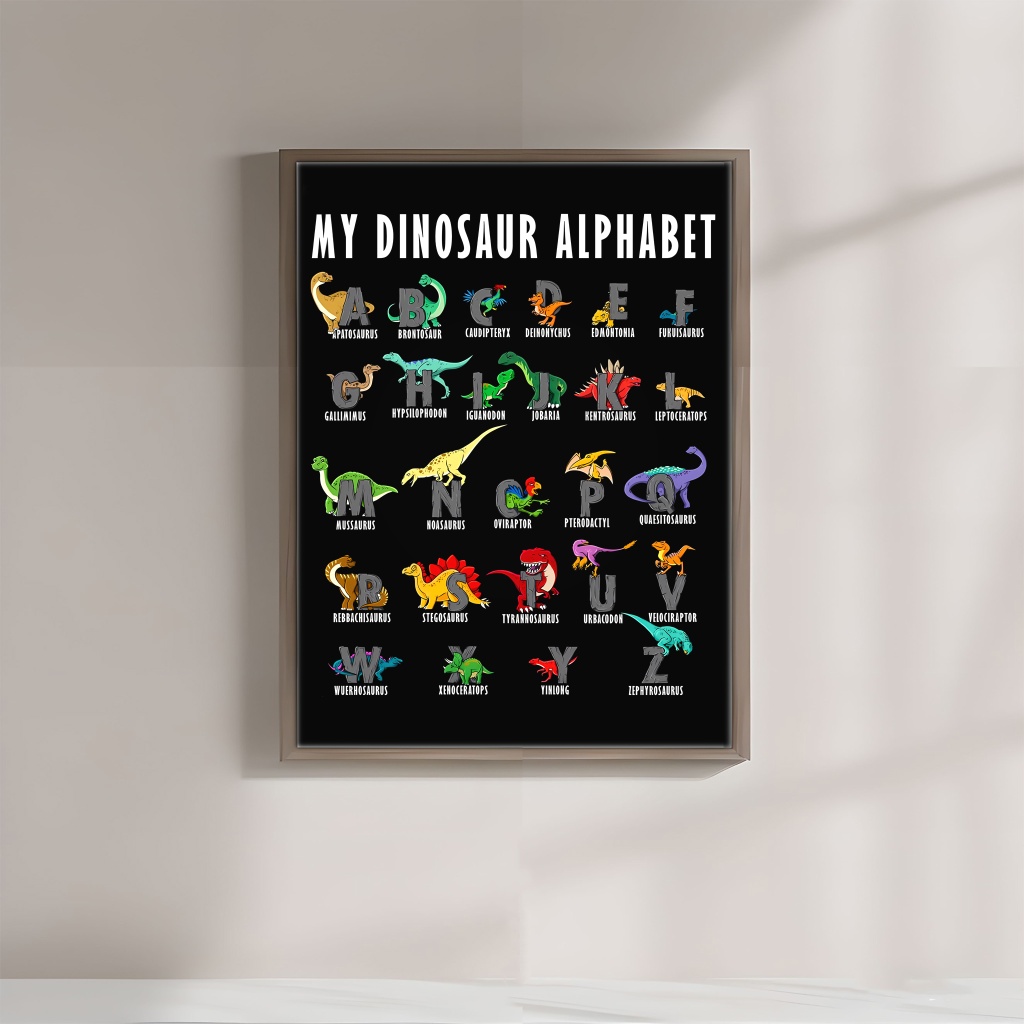 MY DINOSAUR ALPHABET
A B C D E F
APATOSAURUS BRONTOSAUR CAUDIPTERYX DEINONYCHUS EDMONTONIA FUKUISAURUS
G H I J K L
GALLIMIMUS HYPSILOPHODON IGUANODON JOBARIA KENTROSAURUS LEPTOCERATOPS
M N O P Q
MUSSAURUS NOASAURUS OVIRAPTOR PTERODACTYL QUAESITOSAURUS
R S T U V
REBBACHISAURUS STEGOSAURUS TYRANNOSAURUS URBACODON VELOCIRAPTOR
W X Y Z
WUERHOSAURUS XENOCERATOPS YINLONG ZEPHYROSAURUS